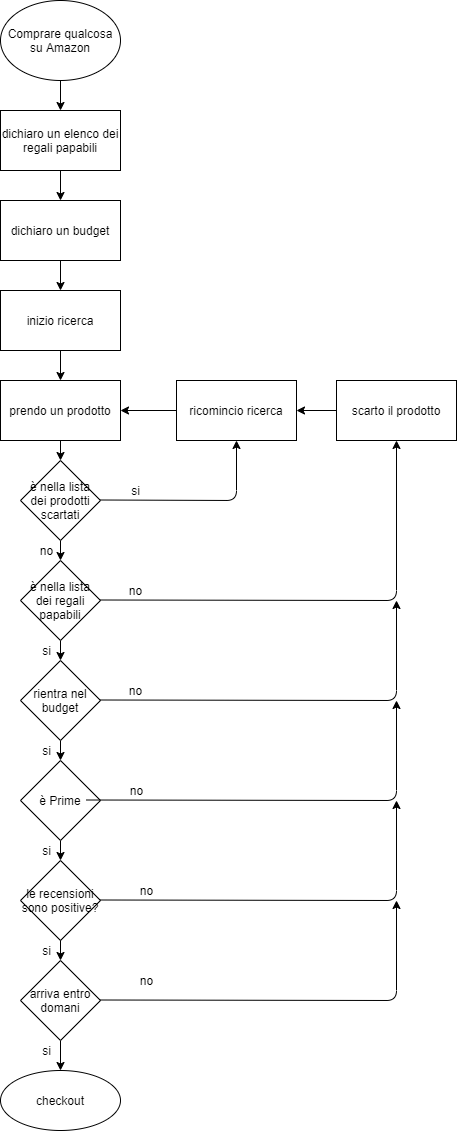 Comprare qualcosa
su Amazon
dichiaro un elenco dei
regali papabili
dichiaro un budget
inizio ricerca
prendo un prodotto
ricomincio ricerca
scarto il prodotto
è nella lista
dei prodotti
scartati
si
no
è nella lista
dei regali
papabili
no
si
rientra nel
budget
no
si
è Prime
no
si
le recensioni
sono positive?
no
si
arriva entro
domani
no
si
checkout